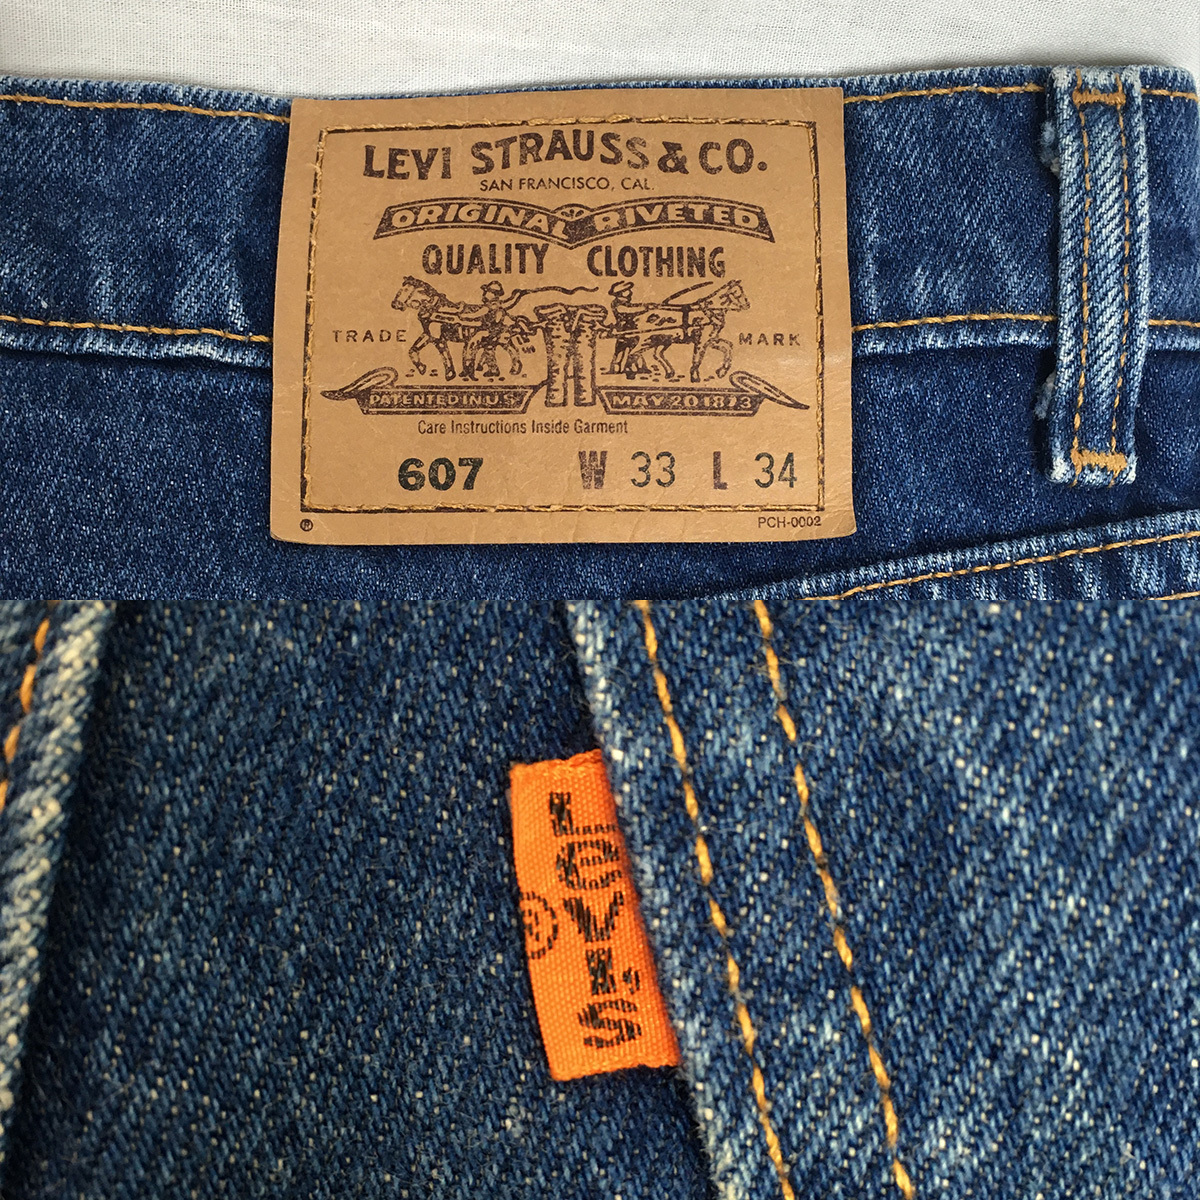 LEVI STRAUSS & CO.
SAN FRANCISCO, CAL.
ORIGINAL RIVETED
QUALITY CLOTHING
TRADE MARK
PATENTED IN U.S. MAY 20 1873
Care Instructions Inside Garment
607 W 33 L 34
® PCH-0002
LeVI'S
®